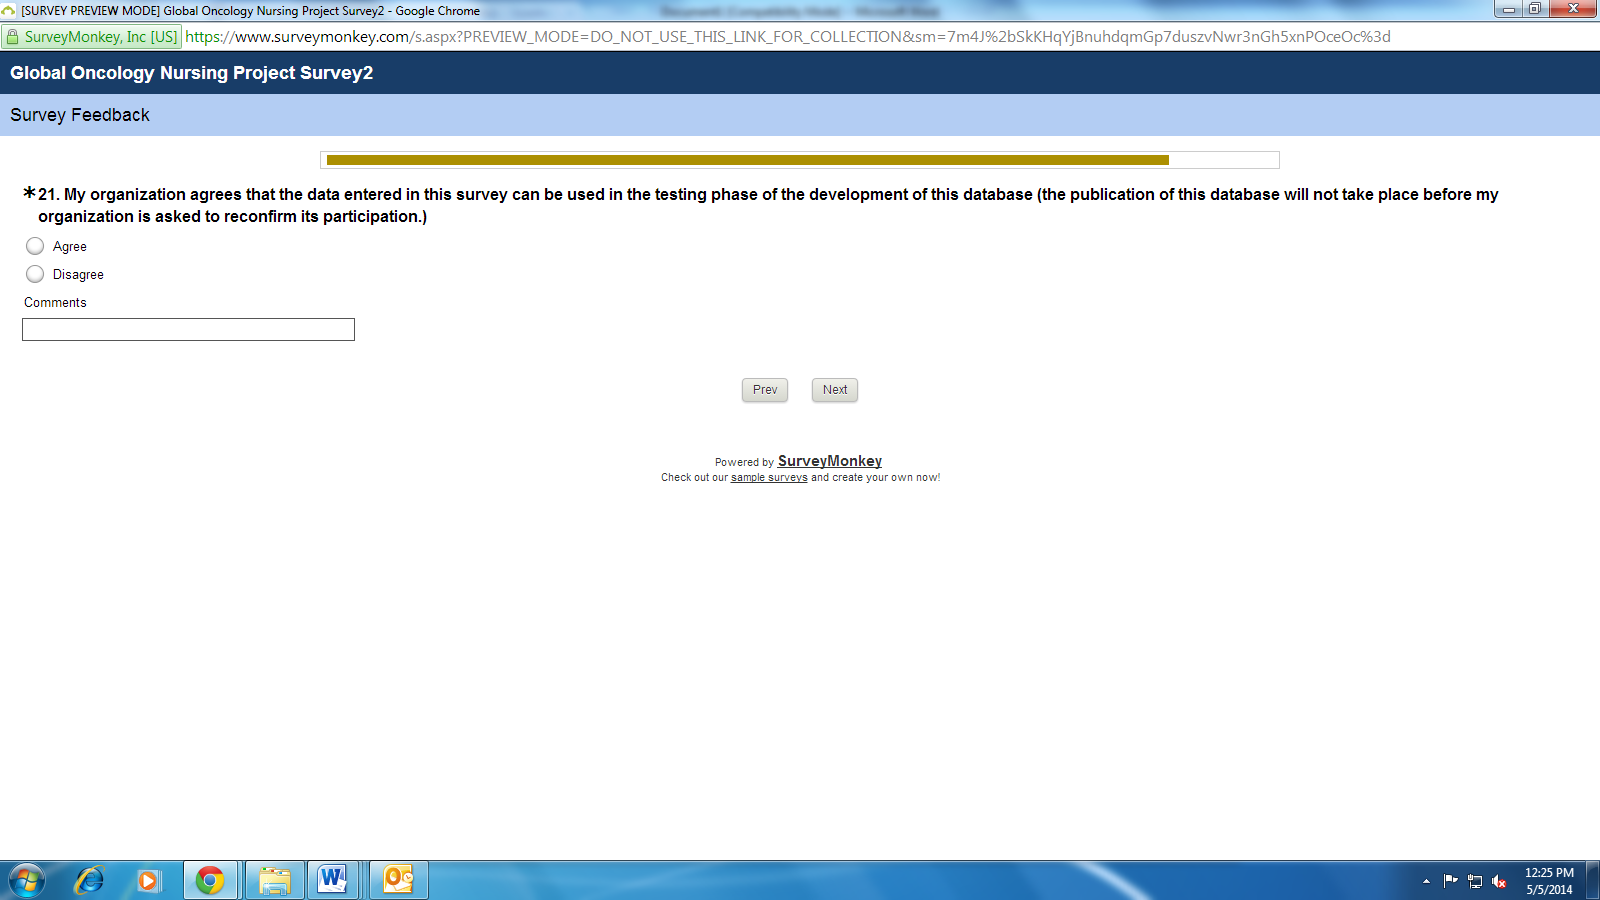 [SURVEY PREVIEW MODE] Global Oncology Nursing Project Survey2 - Google Chrome
SurveyMonkey, Inc [US] https://www.surveymonkey.com/s.aspx?PREVIEW_MODE=DO_NOT_USE_THIS_LINK_FOR_COLLECTION&sm=7m4J%2bSkKHqYjBnuhdqmGp7duszvNwr3nGh5xnPOceOc%3d
Global Oncology Nursing Project Survey2
Survey Feedback
*21. My organization agrees that the data entered in this survey can be used in the testing phase of the development of this database (the publication of this database will not take place before my
organization is asked to reconfirm its participation.)
Agree
Disagree
Comments
Prev Next
Powered by SurveyMonkey
Check out our sample surveys and create your own now!
12:25 PM
5/5/2014